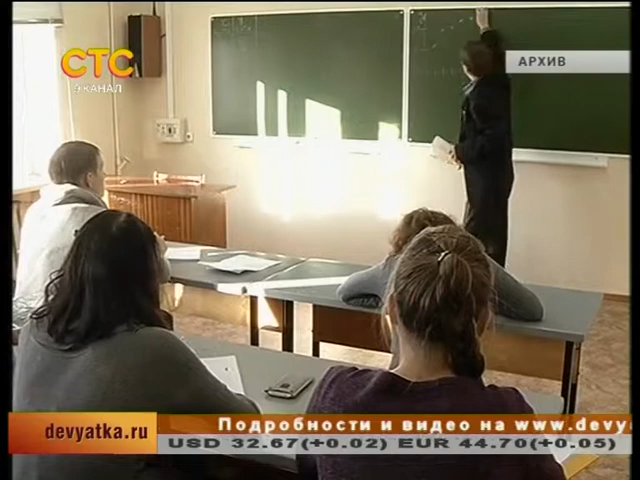 СТС
9 КАНАЛ
АРХИВ
devyatka.ru
Подробности и видео на www.devy
USD 32.67(+0.02) EUR 44.70(+0.05)